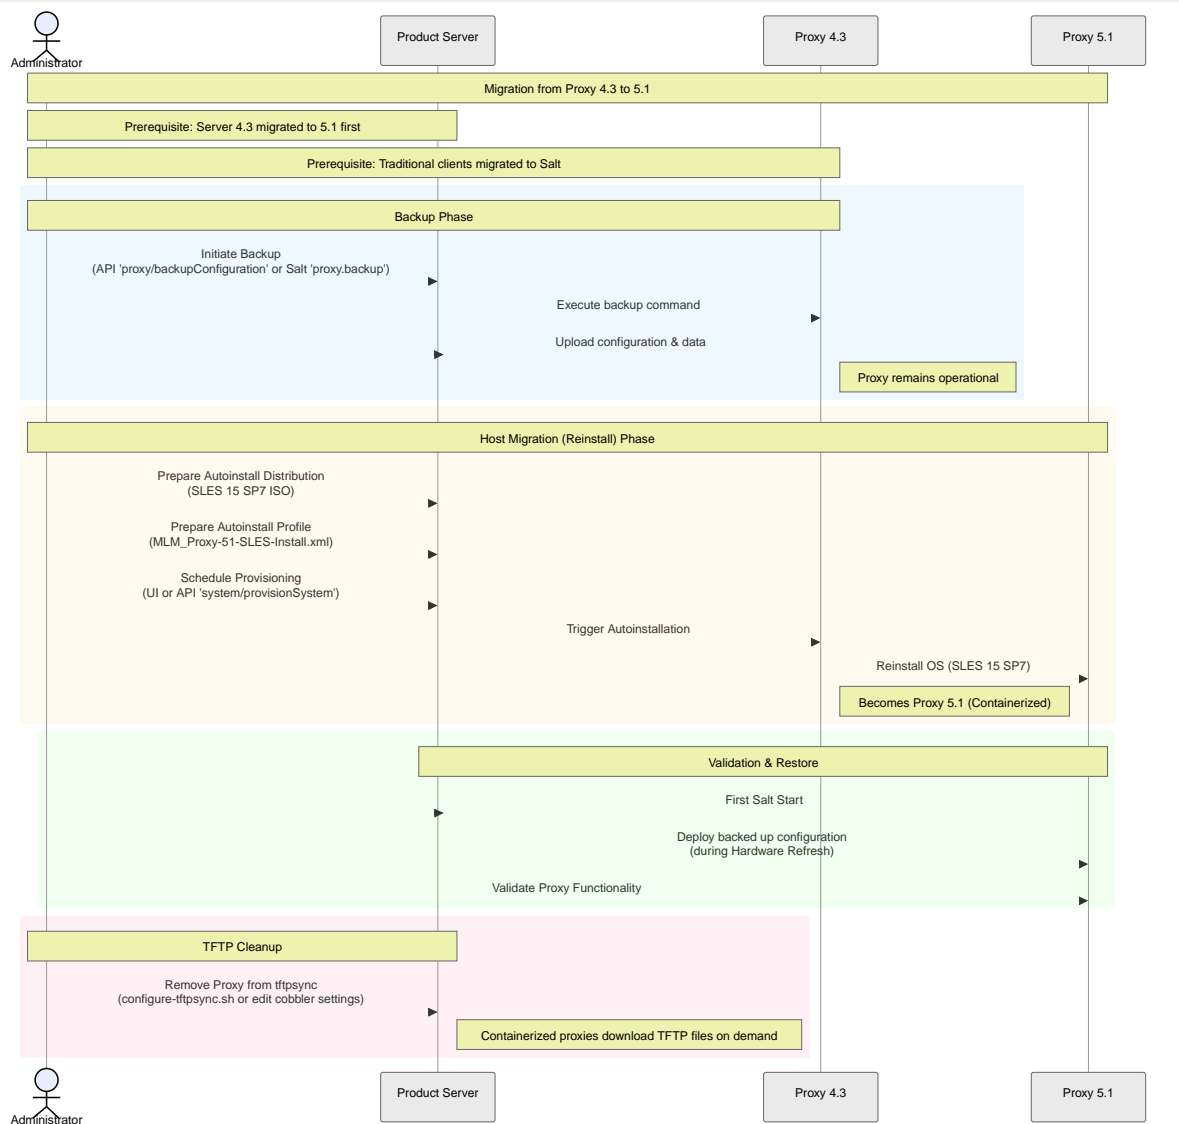 Administrator
Product Server
Proxy 4.3
Proxy 5.1
Migration from Proxy 4.3 to 5.1
Prerequisite: Server 4.3 migrated to 5.1 first
Prerequisite: Traditional clients migrated to Salt
Backup Phase
Initiate Backup
(API 'proxy/backupConfiguration' or Salt 'proxy.backup')
Execute backup command
Upload configuration & data
Proxy remains operational
Host Migration (Reinstall) Phase
Prepare Autoinstall Distribution
(SLES 15 SP7 ISO)
Prepare Autoinstall Profile
(MLM_Proxy-51-SLES-Install.xml)
Schedule Provisioning
(UI or API 'system/provisionSystem')
Trigger Autoinstallation
Reinstall OS (SLES 15 SP7)
Becomes Proxy 5.1 (Containerized)
Validation & Restore
First Salt Start
Deploy backed up configuration
(during Hardware Refresh)
Validate Proxy Functionality
TFTP Cleanup
Remove Proxy from tftpsync
(configure-tftpsync.sh or edit cobbler settings)
Containerized proxies download TFTP files on demand
Administrator
Product Server
Proxy 4.3
Proxy 5.1